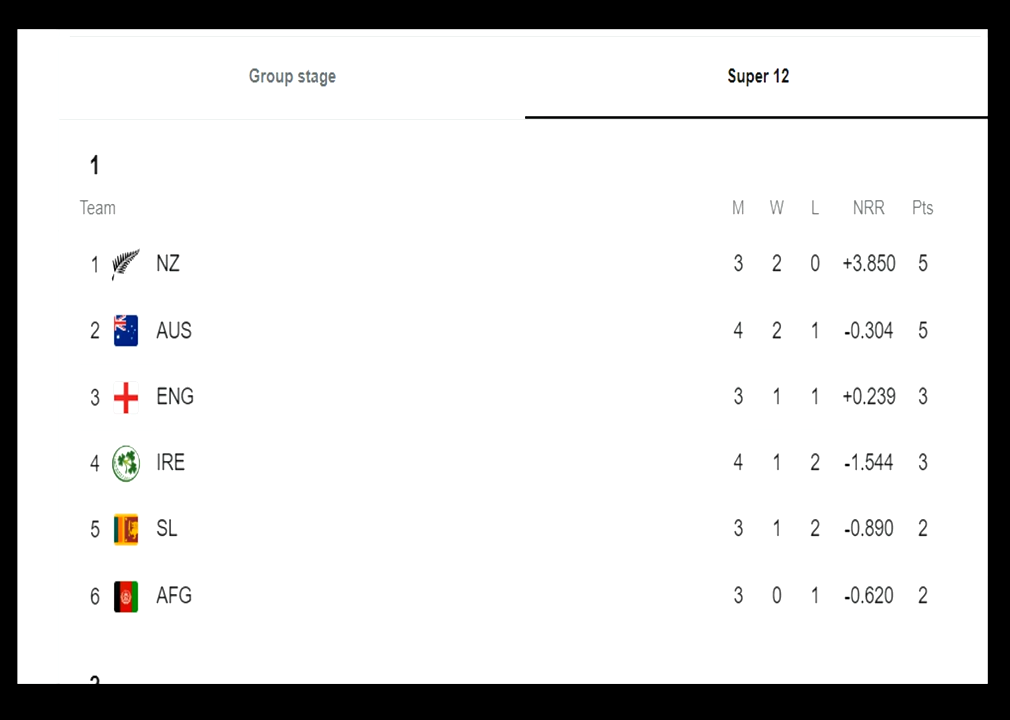 Group stage Super 12
1
Team M W L NRR Pts
1 NZ 3 2 0 +3.850 5
2 AUS 4 2 1 -0.304 5
3 ENG 3 1 1 +0.239 3
4 IRE 4 1 2 -1.544 3
5 SL 3 1 2 -0.890 2
6 AFG 3 0 1 -0.620 2